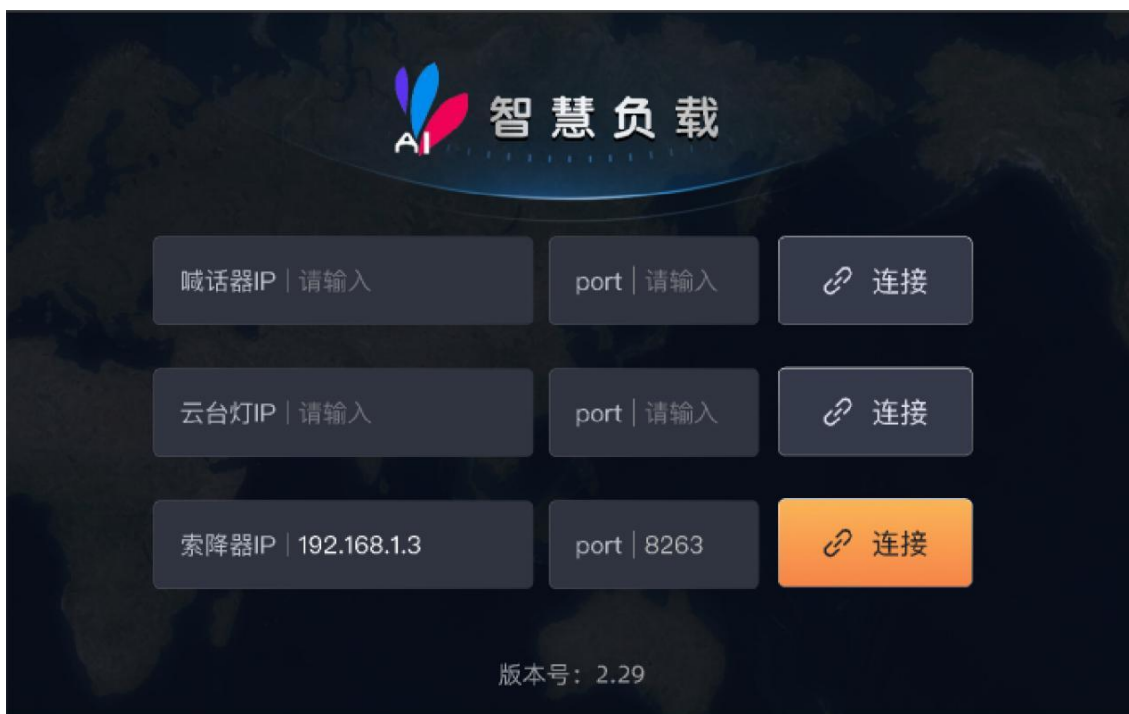 AI 智慧负载
喊话器IP | 请输入 port | 请输入 连接
云台灯IP | 请输入 port | 请输入 连接
索降器IP | 192.168.1.3 port | 8263 连接
版本号：2.29